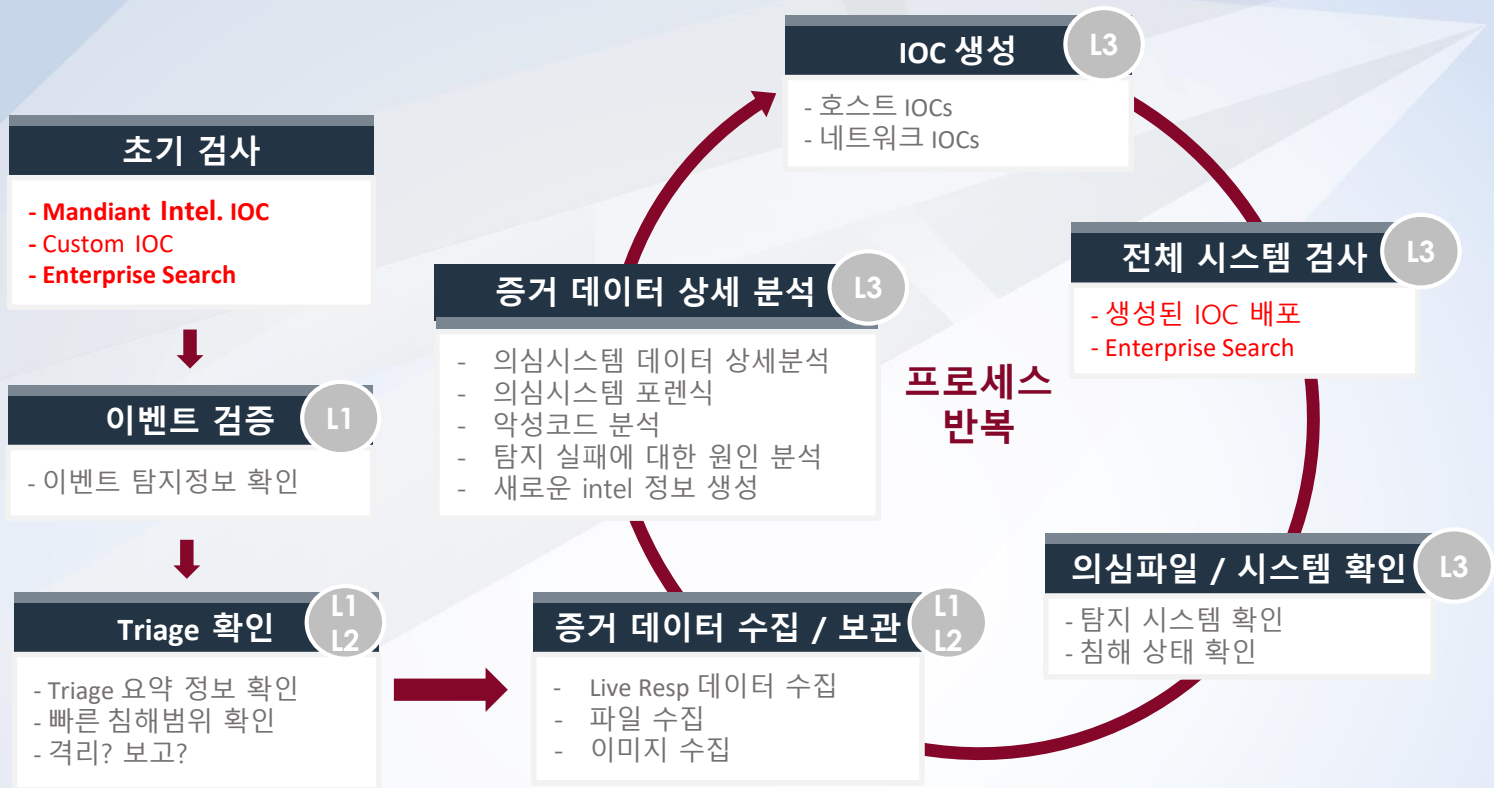 초기 검사
- Mandiant Intel. IOC
- Custom IOC
- Enterprise Search
이벤트 검증
L1
- 이벤트 탐지정보 확인
Triage 확인
L1
L2
- Triage 요약 정보 확인
- 빠른 침해범위 확인
- 격리? 보고?
증거 데이터 수집 / 보관
L1
L2
- Live Resp 데이터 수집
- 파일 수집
- 이미지 수집
증거 데이터 상세 분석
L3
- 의심시스템 데이터 상세분석
- 의심시스템 포렌식
- 악성코드 분석
- 탐지 실패에 대한 원인 분석
- 새로운 intel 정보 생성
IOC 생성
L3
- 호스트 IOCs
- 네트워크 IOCs
전체 시스템 검사
L3
- 생성된 IOC 배포
- Enterprise Search
의심파일 / 시스템 확인
L3
- 탐지 시스템 확인
- 침해 상태 확인
프로세스
반복